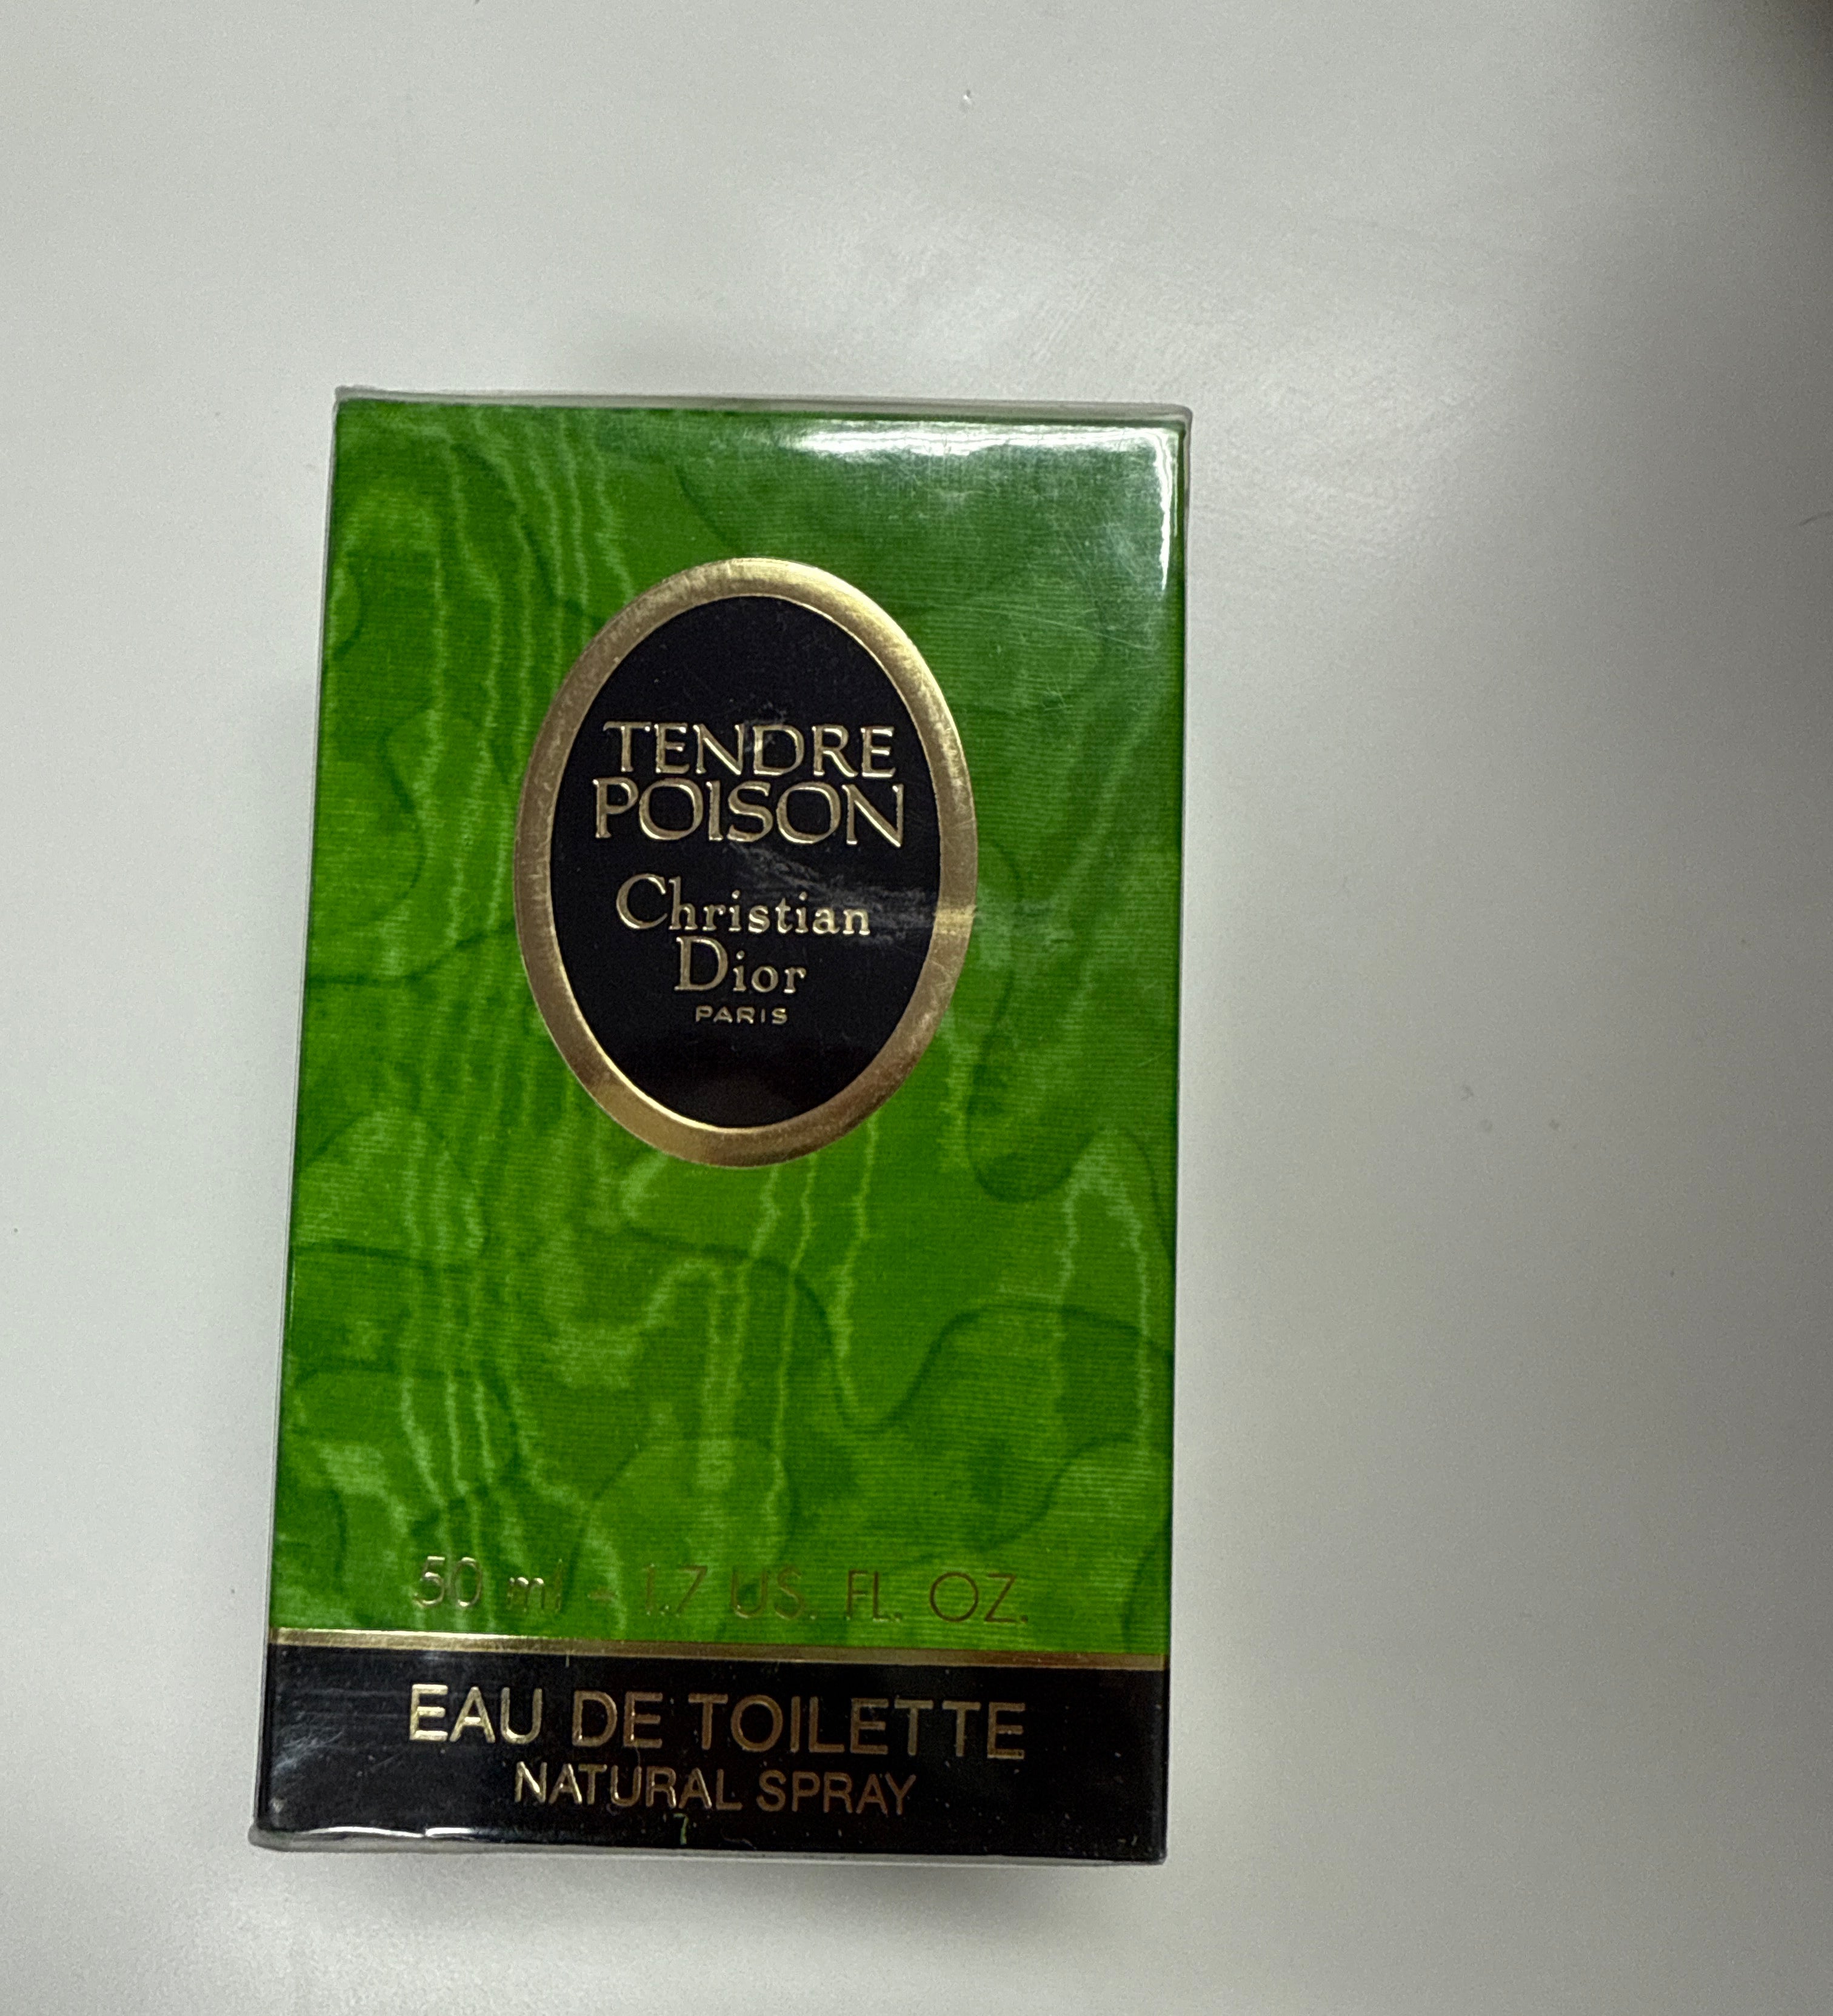 TENDRE
POISON
Christian
Dior
PARIS
50 ml - 1.7 US. FL. OZ.
EAU DE TOILETTE
NATURAL SPRAY